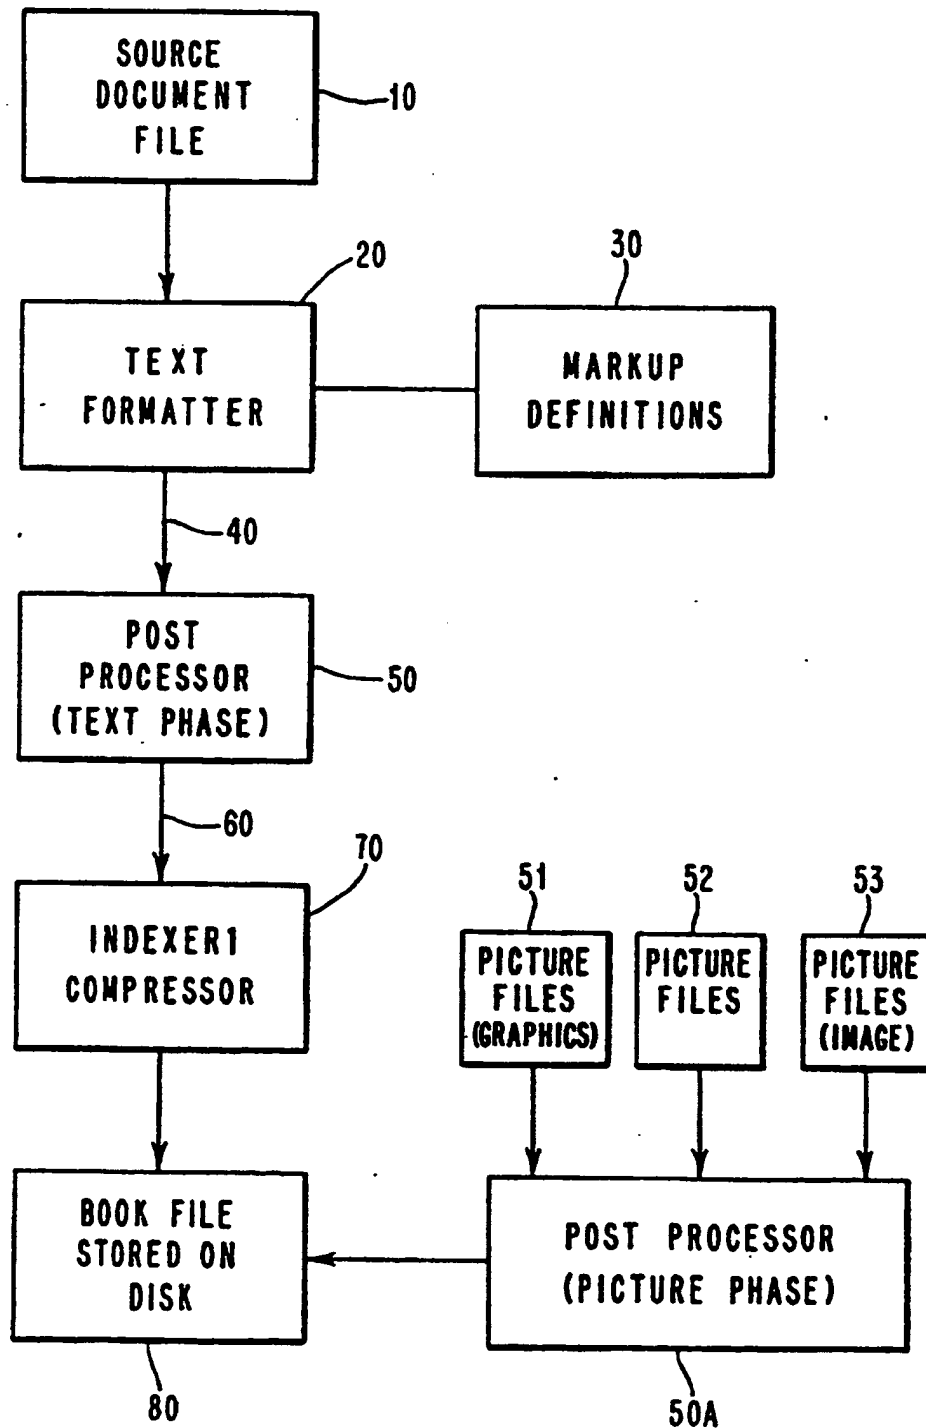 SOURCE
DOCUMENT
FILE
10
20
TEXT
FORMATTER
30
MARKUP
DEFINITIONS
40
POST
PROCESSOR
(TEXT PHASE)
50
60
70
INDEXER1
COMPRESSOR
51
PICTURE
FILES
(GRAPHICS)
52
PICTURE
FILES
53
PICTURE
FILES
(IMAGE)
BOOK FILE
STORED ON
DISK
80
POST PROCESSOR
(PICTURE PHASE)
50A